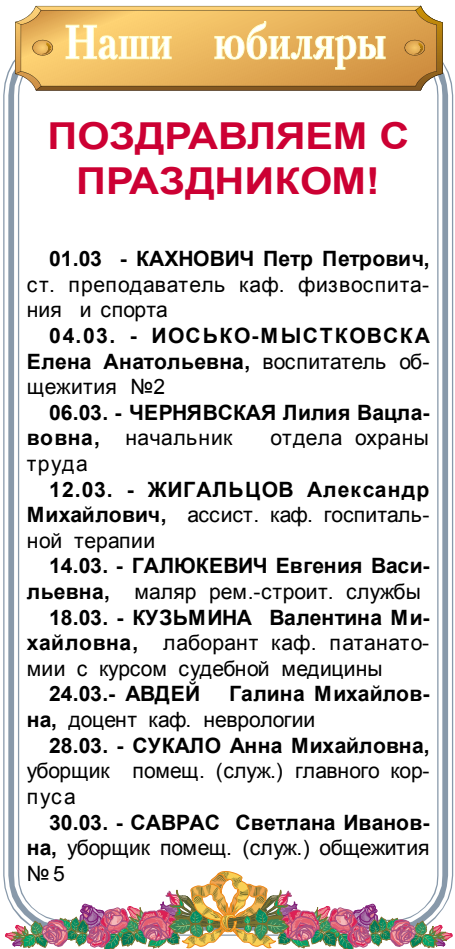 Наши юбиляры
ПОЗДРАВЛЯЕМ С
ПРАЗДНИКОМ!
01.03 - КАХНОВИЧ Петр Петрович,
ст. преподаватель каф. физвоспита-
ния и спорта
04.03. - ИОСЬКО-МЫСТКОВСКА
Елена Анатольевна, воспитатель об-
щежития №2
06.03. - ЧЕРНЯВСКАЯ Лилия Вацла-
вовна, начальник отдела охраны
труда
12.03. - ЖИГАЛЬЦОВ Александр
Михайлович, ассист. каф. госпиталь-
ной терапии
14.03. - ГАЛЮКЕВИЧ Евгения Васи-
льевна, маляр рем.-строит. службы
18.03. - КУЗЬМИНА Валентина Ми-
хайловна, лаборант каф. патанато-
мии с курсом судебной медицины
24.03.- АВДЕЙ Галина Михайлов-
на, доцент каф. неврологии
28.03. - СУКАЛО Анна Михайловна,
уборщик помещ. (служ.) главного кор-
пуса
30.03. - САВРАС Светлана Иванов-
на, уборщик помещ. (служ.) общежития
№5